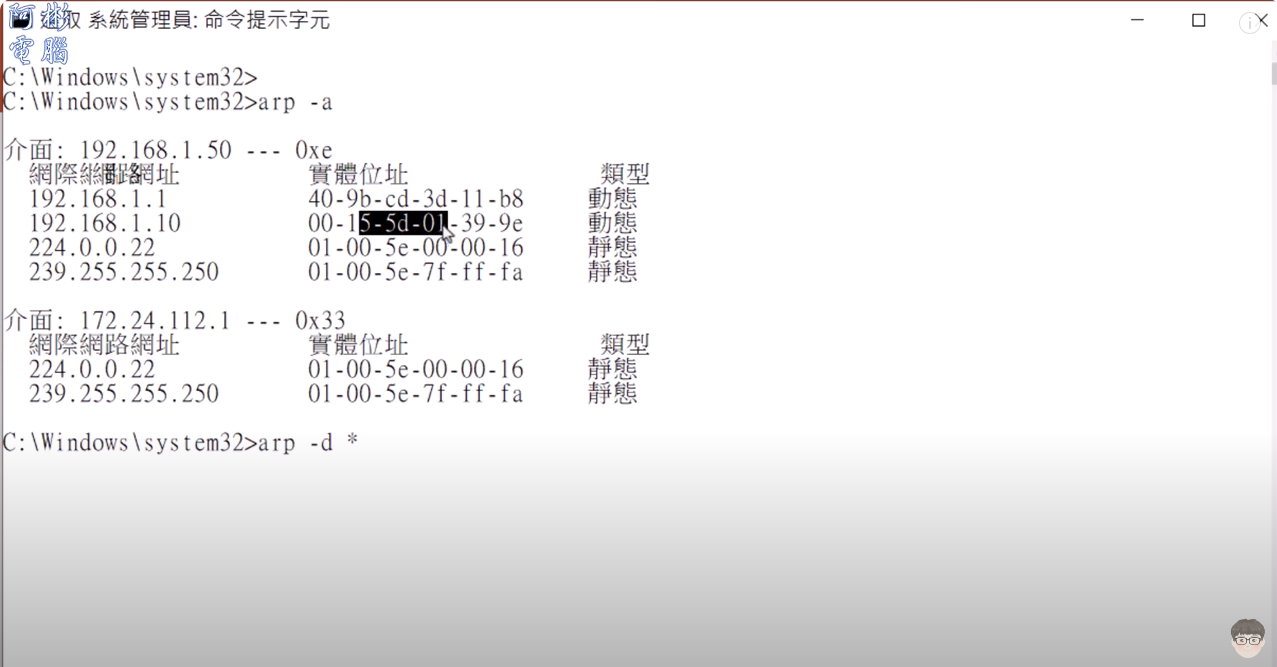 阿彬
電腦
選取 系統管理員: 命令提示字元
C:\Windows\system32>
C:\Windows\system32>arp -a
介面: 192.168.1.50 --- 0xe
網際網路網址 實體位址 類型
192.168.1.1 40-9b-cd-3d-11-b8 動態
192.168.1.10 00-15-5d-01-39-9e 動態
224.0.0.22 01-00-5e-00-00-16 靜態
239.255.255.250 01-00-5e-7f-ff-fa 靜態
介面: 172.24.112.1 --- 0x33
網際網路網址 實體位址 類型
224.0.0.22 01-00-5e-00-00-16 靜態
239.255.255.250 01-00-5e-7f-ff-fa 靜態
C:\Windows\system32>arp -d *